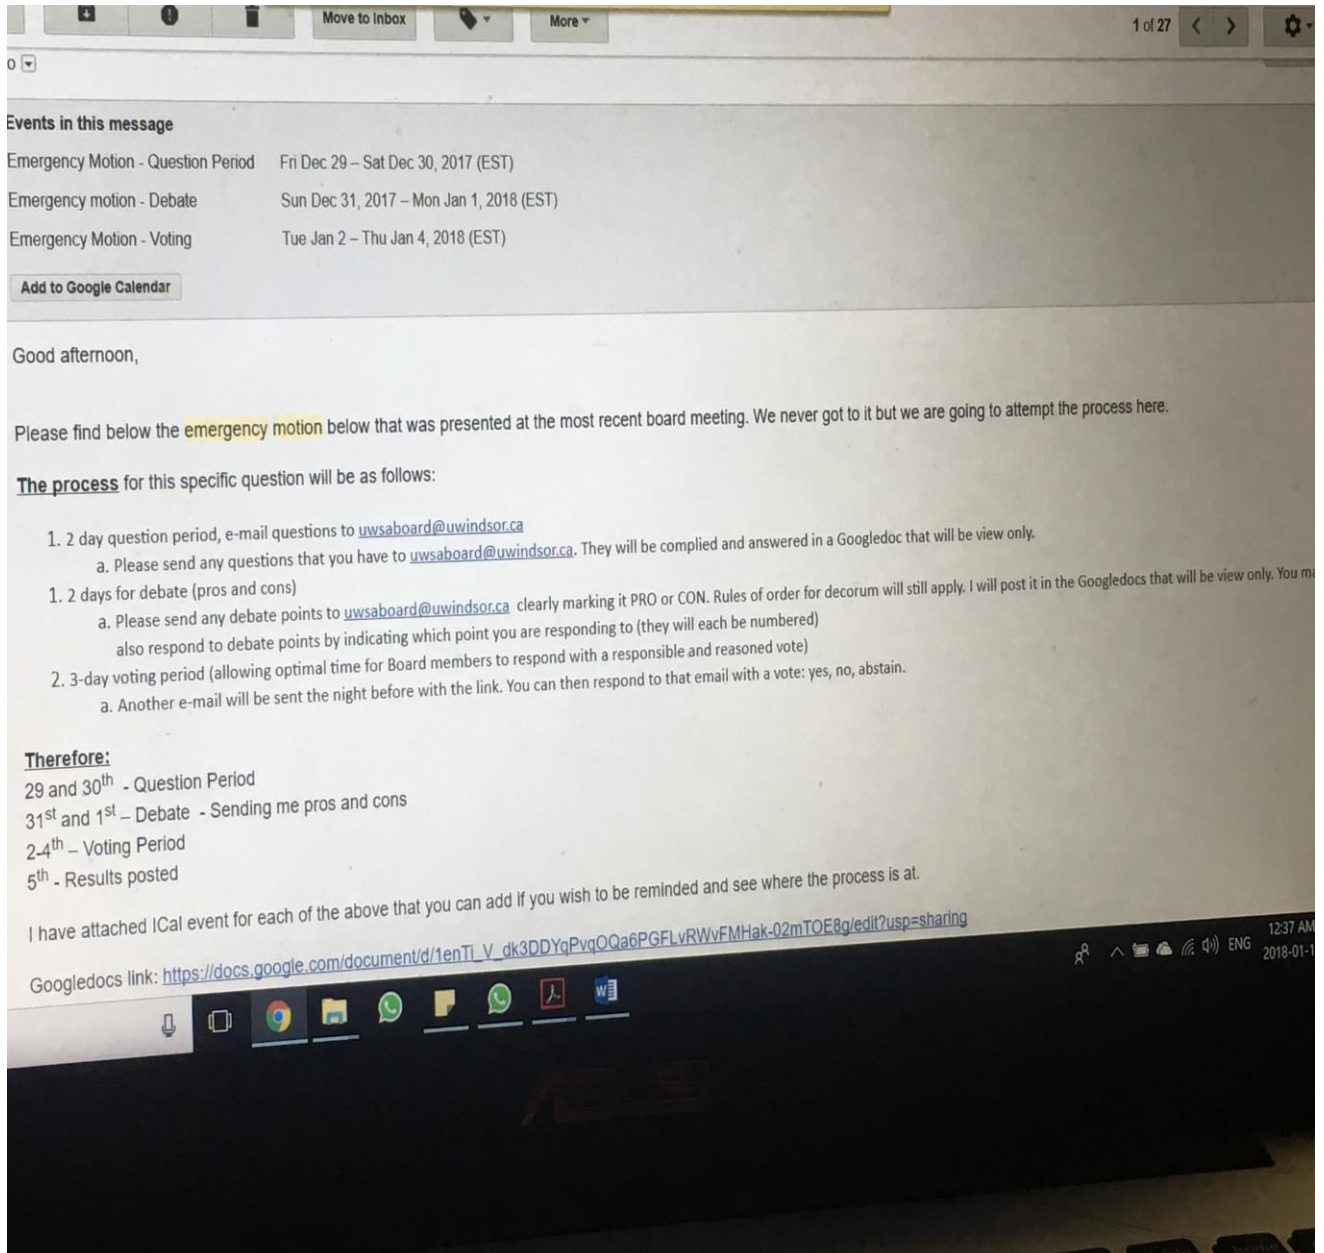 Move to Inbox
More
1 of 27
Events in this message
Emergency Motion - Question Period Fri Dec 29 – Sat Dec 30, 2017 (EST)
Emergency motion - Debate Sun Dec 31, 2017 – Mon Jan 1, 2018 (EST)
Emergency Motion - Voting Tue Jan 2 – Thu Jan 4, 2018 (EST)
Add to Google Calendar
Good afternoon,
Please find below the emergency motion below that was presented at the most recent board meeting. We never got to it but we are going to attempt the process here.
The process for this specific question will be as follows:
1. 2 day question period, e-mail questions to uwsaboard@uwindsor.ca
a. Please send any questions that you have to uwsaboard@uwindsor.ca. They will be complied and answered in a Googledoc that will be view only.
1. 2 days for debate (pros and cons)
a. Please send any debate points to uwsaboard@uwindsor.ca clearly marking it PRO or CON. Rules of order for decorum will still apply. I will post it in the Googledocs that will be view only. You
also respond to debate points by indicating which point you are responding to (they will each be numbered)
2. 3-day voting period (allowing optimal time for Board members to respond with a responsible and reasoned vote)
a. Another e-mail will be sent the night before with the link. You can then respond to that email with a vote: yes, no, abstain.
Therefore:
29 and 30th - Question Period
31st and 1st – Debate - Sending me pros and cons
2-4th – Voting Period
5th - Results posted
I have attached ICal event for each of the above that you can add if you wish to be reminded and see where the process is at.
Googledocs link: https://docs.google.com/document/d/1enTi_V_dk3DDYqPvqOQa6PGFLvRWvFMHak-02mTOE8g/edit?usp=sharing
ENG
12:37 AM
2018-01-1
ASUS